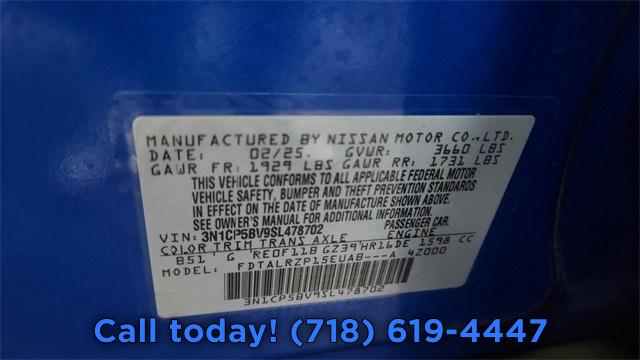 MANUFACTURED BY NISSAN MOTOR CO.,LTD.
DATE: 02/25. GVWR: 3660 LBS
GAWR FR: 1929 LBS GAWR RR: 1731 LBS
THIS VEHICLE CONFORMS TO ALL APPLICABLE FEDERAL MOTOR
VEHICLE SAFETY, BUMPER AND THEFT PREVENTION STANDARDS
IN EFFECT ON THE DATE OF MANUFACTURE SHOWN ABOVE.
SEE OWNER'S MANUAL FOR ADDITIONAL INFORMATION
VIN: 3N1CP5BV9SL478702 PASSENGER CAR
COLOR TRIM TRANS AXLE ENGINE
B51 G RE0F11B GZ39 HR16DE 1598 CC
MODEL: FDTALRZP15EUAB---A 4Z000
3N1CP5BV9SL478702
Call today! (718) 619-4447